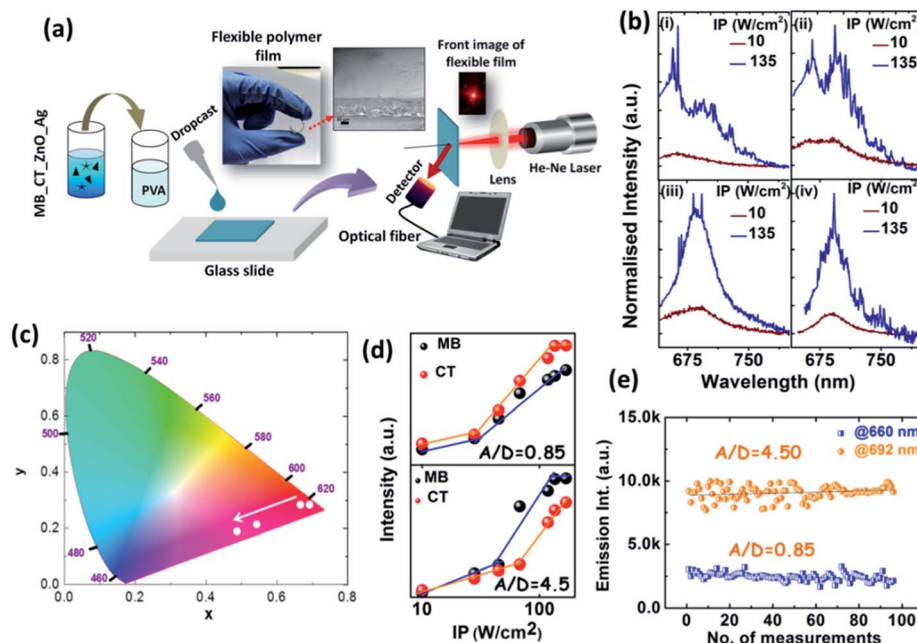 (a)
MB_CT_ZnO_Ag
PVA
Dropcast
Flexible polymer
film
Front image of
flexible film
Glass slide
Detector
Optical fiber
Lens
He-Ne Laser
(b)
Normalised Intensity (a.u.)
(i) IP (W/cm²)
10
135
(ii) IP (W/cm²)
10
135
(iii) IP (W/cm²)
10
135
(iv) IP (W/cm²)
10
135
675 750 675 750
Wavelength (nm)
(c)
y
0.8
0.6
0.4
0.2
0.0
520
540
560
580
600
620
500
480
460
0.0 0.2 0.4 0.6 0.8
X
(d)
Intensity (a.u.)
MB
CT
A/D=0.85
MB
CT
A/D=4.5
10 100
IP (W/cm²)
(e)
Emission Int. (a.u.)
15.0k
10.0k
5.0k
0.0
@660 nm
@692 nm
A/D=4.50
A/D=0.85
0 20 40 60 80 100
No. of measurements